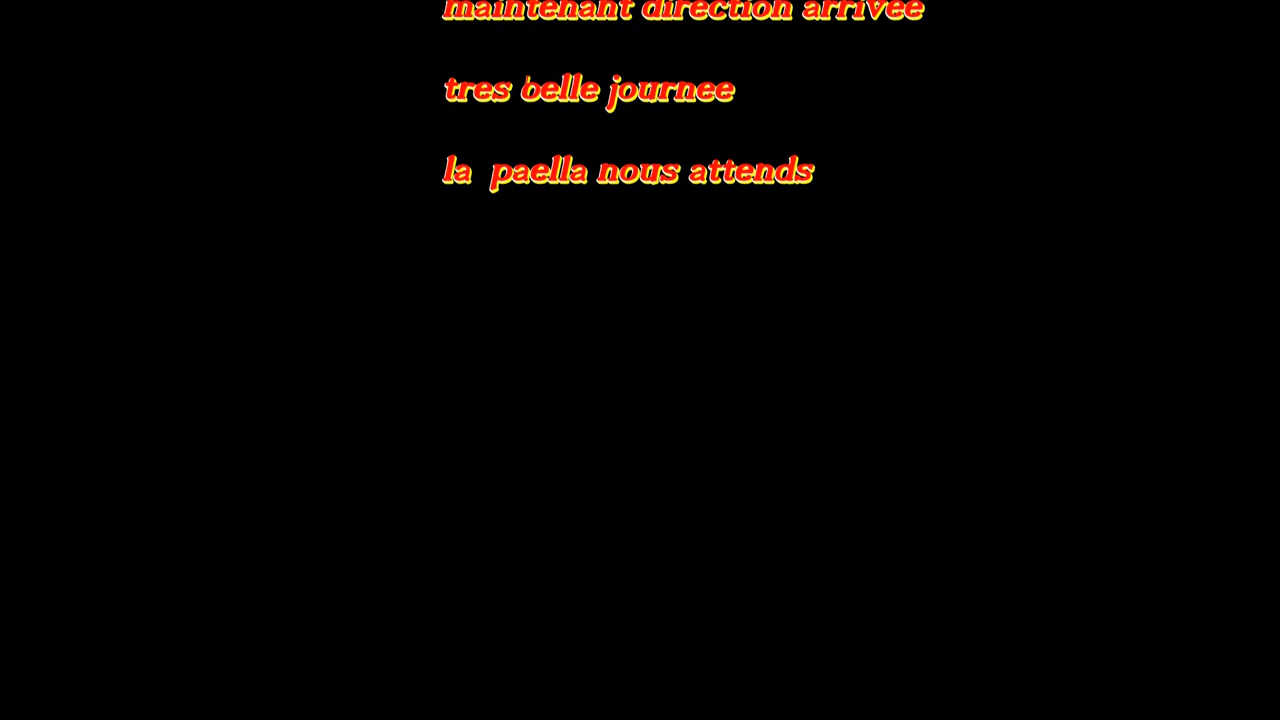 maintenant direction arrivee
tres belle journee
la paella nous attends